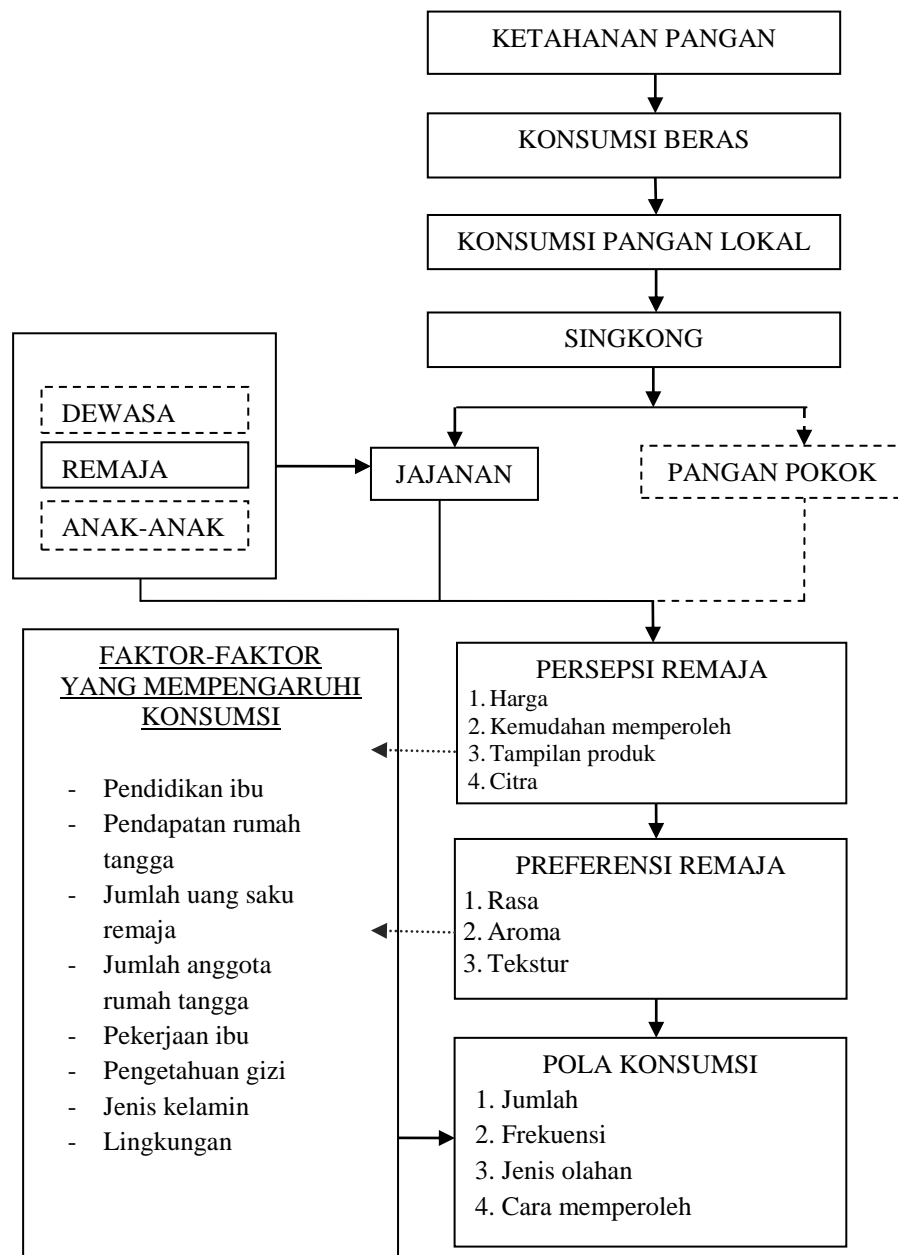 KETAHANAN PANGAN
KONSUMSI BERAS
KONSUMSI PANGAN LOKAL
SINGKONG
DEWASA
REMAJA
ANAK-ANAK
JAJANAN
PANGAN POKOK
FAKTOR-FAKTOR
YANG MEMPENGARUHI
KONSUMSI
- Pendidikan ibu
- Pendapatan rumah
tangga
- Jumlah uang saku
remaja
- Jumlah anggota
rumah tangga
- Pekerjaan ibu
- Pengetahuan gizi
- Jenis kelamin
- Lingkungan
PERSEPSI REMAJA
1. Harga
2. Kemudahan memperoleh
3. Tampilan produk
4. Citra
PREFERENSI REMAJA
1. Rasa
2. Aroma
3. Tekstur
POLA KONSUMSI
1. Jumlah
2. Frekuensi
3. Jenis olahan
4. Cara memperoleh